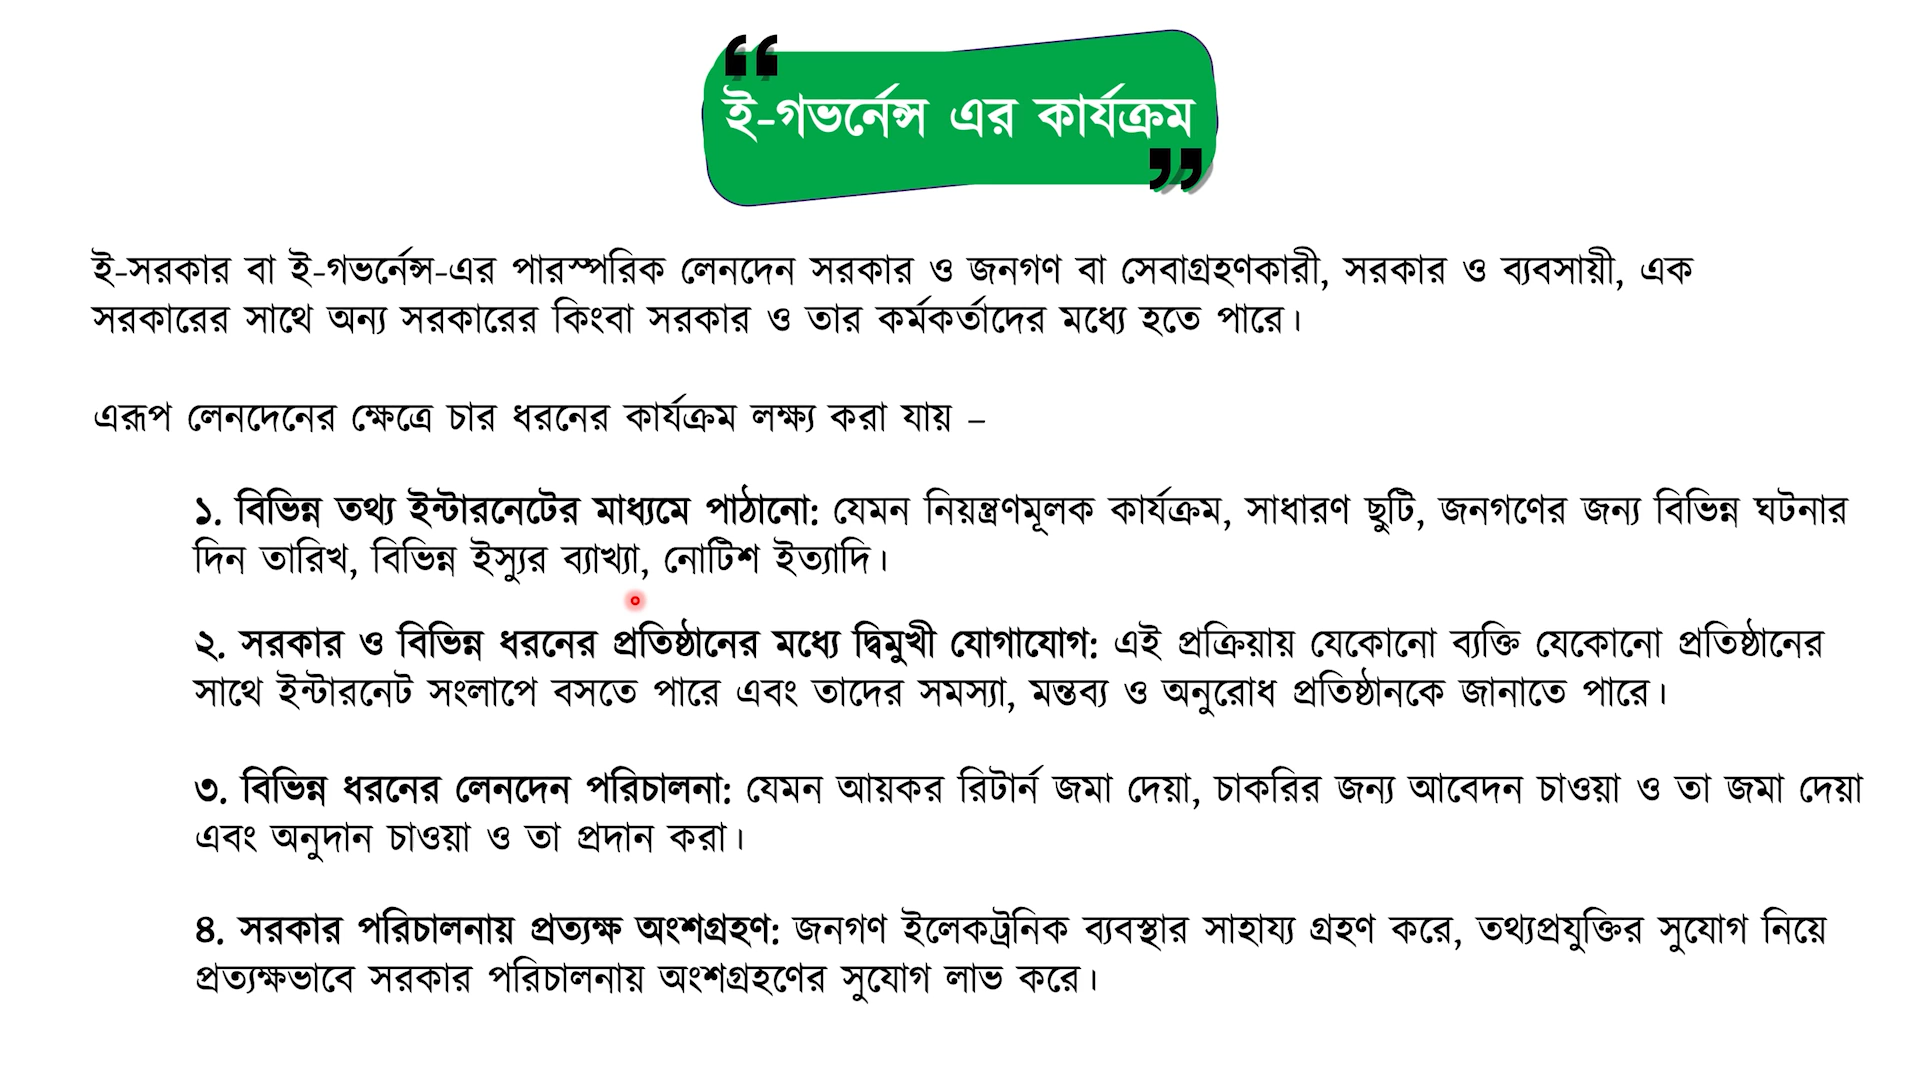 ই-গভর্নেন্স এর কার্যক্রম
ই-সরকার বা ই-গভর্নেন্স-এর পারস্পরিক লেনদেন সরকার ও জনগণ বা সেবাগ্রহণকারী, সরকার ও ব্যবসায়ী, এক
সরকারের সাথে অন্য সরকারের কিংবা সরকার ও তার কর্মকর্তাদের মধ্যে হতে পারে।
এরূপ লেনদেনের ক্ষেত্রে চার ধরনের কার্যক্রম লক্ষ্য করা যায় –
১. বিভিন্ন তথ্য ইন্টারনেটের মাধ্যমে পাঠানো: যেমন নিয়ন্ত্রণমূলক কার্যক্রম, সাধারণ ছুটি, জনগণের জন্য বিভিন্ন ঘটনার
দিন তারিখ, বিভিন্ন ইস্যুর ব্যাখ্যা, নোটিশ ইত্যাদি।
২. সরকার ও বিভিন্ন ধরনের প্রতিষ্ঠানের মধ্যে দ্বিমুখী যোগাযোগ: এই প্রক্রিয়ায় যেকোনো ব্যক্তি যেকোনো প্রতিষ্ঠানের
সাথে ইন্টারনেট সংলাপে বসতে পারে এবং তাদের সমস্যা, মন্তব্য ও অনুরোধ প্রতিষ্ঠানকে জানাতে পারে।
৩. বিভিন্ন ধরনের লেনদেন পরিচালনা: যেমন আয়কর রিটার্ন জমা দেয়া, চাকরির জন্য আবেদন চাওয়া ও তা জমা দেয়া
এবং অনুদান চাওয়া ও তা প্রদান করা।
৪. সরকার পরিচালনায় প্রত্যক্ষ অংশগ্রহণ: জনগণ ইলেকট্রনিক ব্যবস্থার সাহায্য গ্রহণ করে, তথ্যপ্রযুক্তির সুযোগ নিয়ে
প্রত্যক্ষভাবে সরকার পরিচালনায় অংশগ্রহণের সুযোগ লাভ করে।